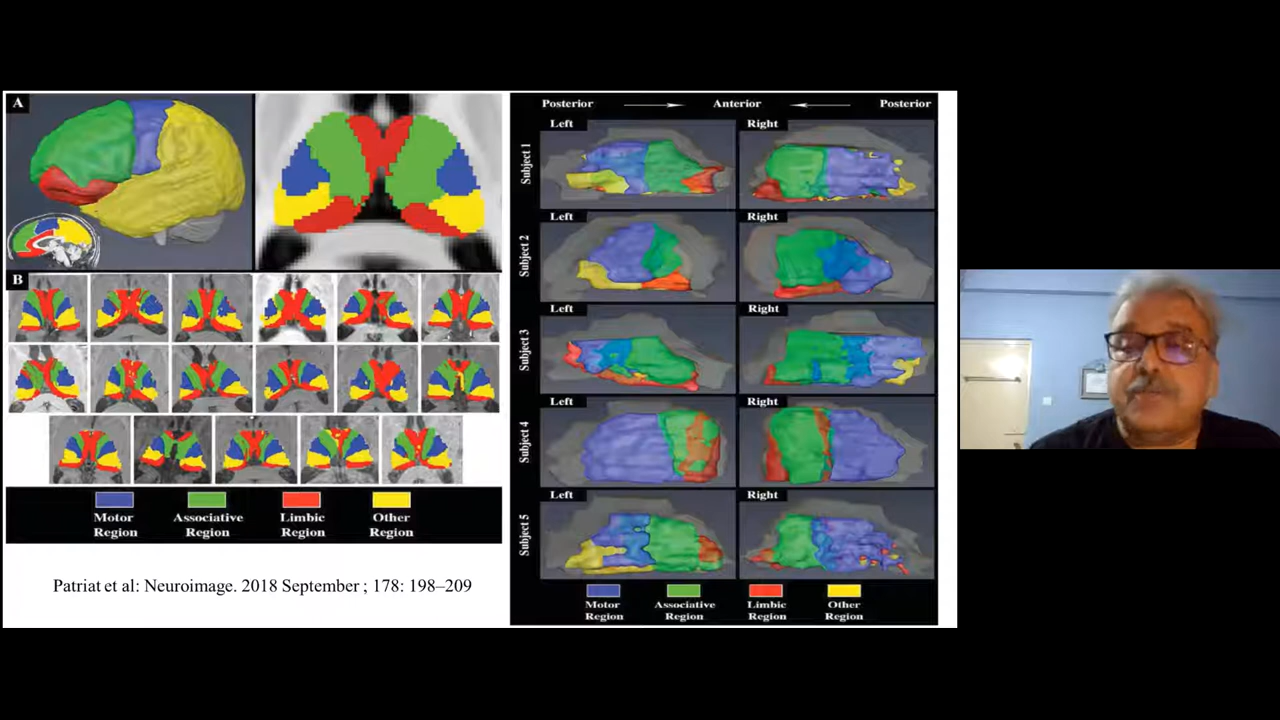 A
B
Motor Region
Associative Region
Limbic Region
Other Region
Patriat et al: Neuroimage. 2018 September ; 178: 198–209
Posterior Anterior Posterior
Left Right
Subject 1
Left Right
Subject 2
Left Right
Subject 3
Left Right
Subject 4
Left Right
Subject 5
Motor Region
Associative Region
Limbic Region
Other Region